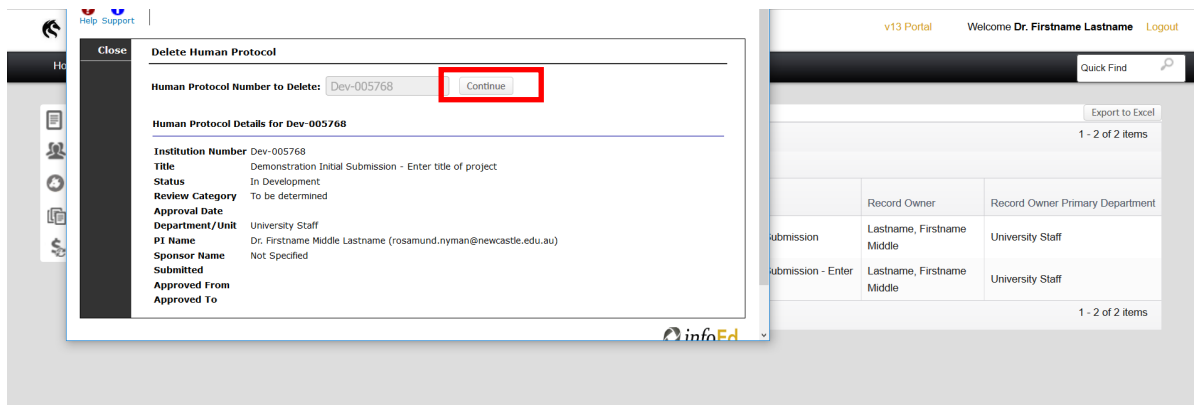 Help Support
v13 Portal Welcome Dr. Firstname Lastname Logout
Close
Delete Human Protocol
Ho
Quick Find
Human Protocol Number to Delete: Dev-005768 Continue
Export to Excel
Human Protocol Details for Dev-005768
1 - 2 of 2 items
Institution Number Dev-005768
Title Demonstration Initial Submission - Enter title of project
Status In Development
Review Category To be determined
Approval Date
Department/Unit University Staff
PI Name Dr. Firstname Middle Lastname (rosamund.nyman@newcastle.edu.au)
Sponsor Name Not Specified
Submitted
Approved From
Approved To
Record Owner Record Owner Primary Department
ubmission Lastname, Firstname Middle University Staff
ubmission - Enter Lastname, Firstname Middle University Staff
1 - 2 of 2 items
infoEd